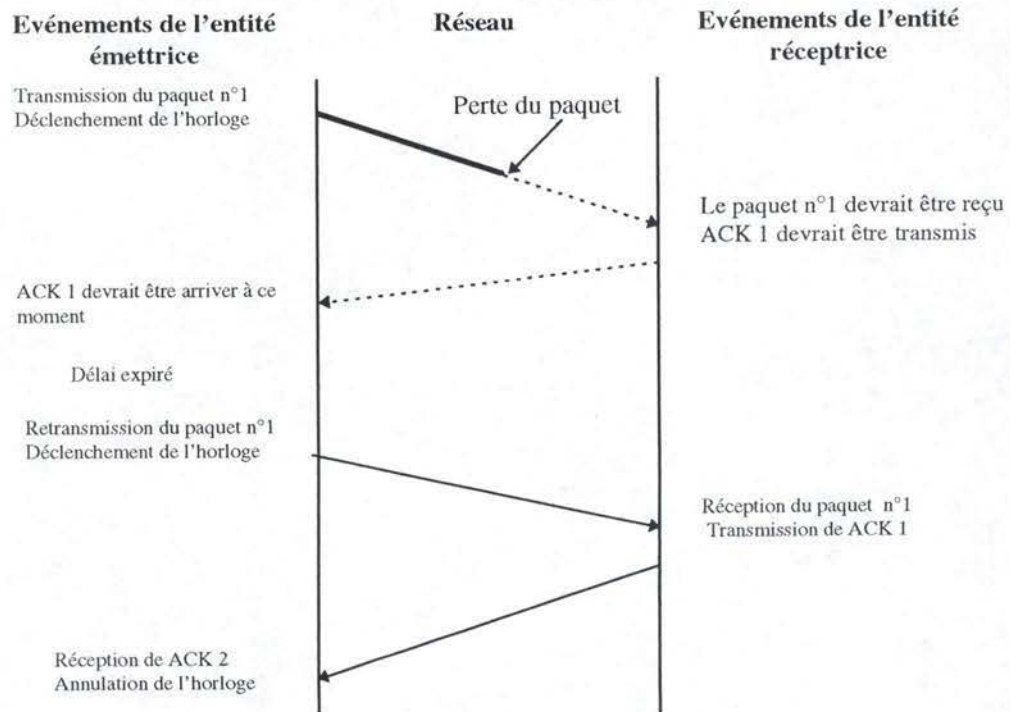 Evénements de l'entité
émettrice
Réseau
Evénements de l'entité
réceptrice
Transmission du paquet n°1
Déclenchement de l'horloge
Perte du paquet
Le paquet n°1 devrait être reçu
ACK 1 devrait être transmis
ACK 1 devrait être arriver à ce
moment
Délai expiré
Retransmission du paquet n°1
Déclenchement de l'horloge
Réception du paquet n°1
Transmission de ACK 1
Réception de ACK 2
Annulation de l'horloge